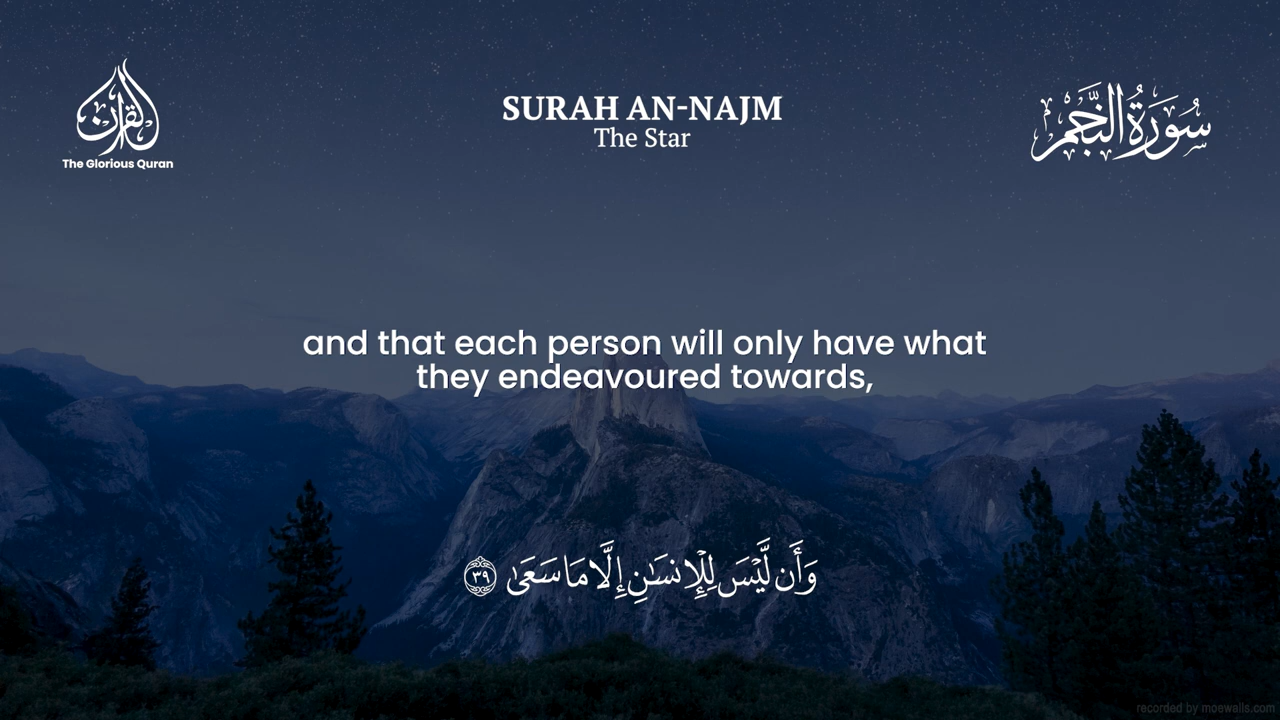 القرآن
The Glorious Quran
SURAH AN-NAJM
The Star
سُورَةُ النَّجْمِ
and that each person will only have what
they endeavoured towards,
وَأَن لَّيْسَ لِلْإِنسَـٰنِ إِلَّا مَا سَعَىٰ ٣٩
recorded by moewalls.com